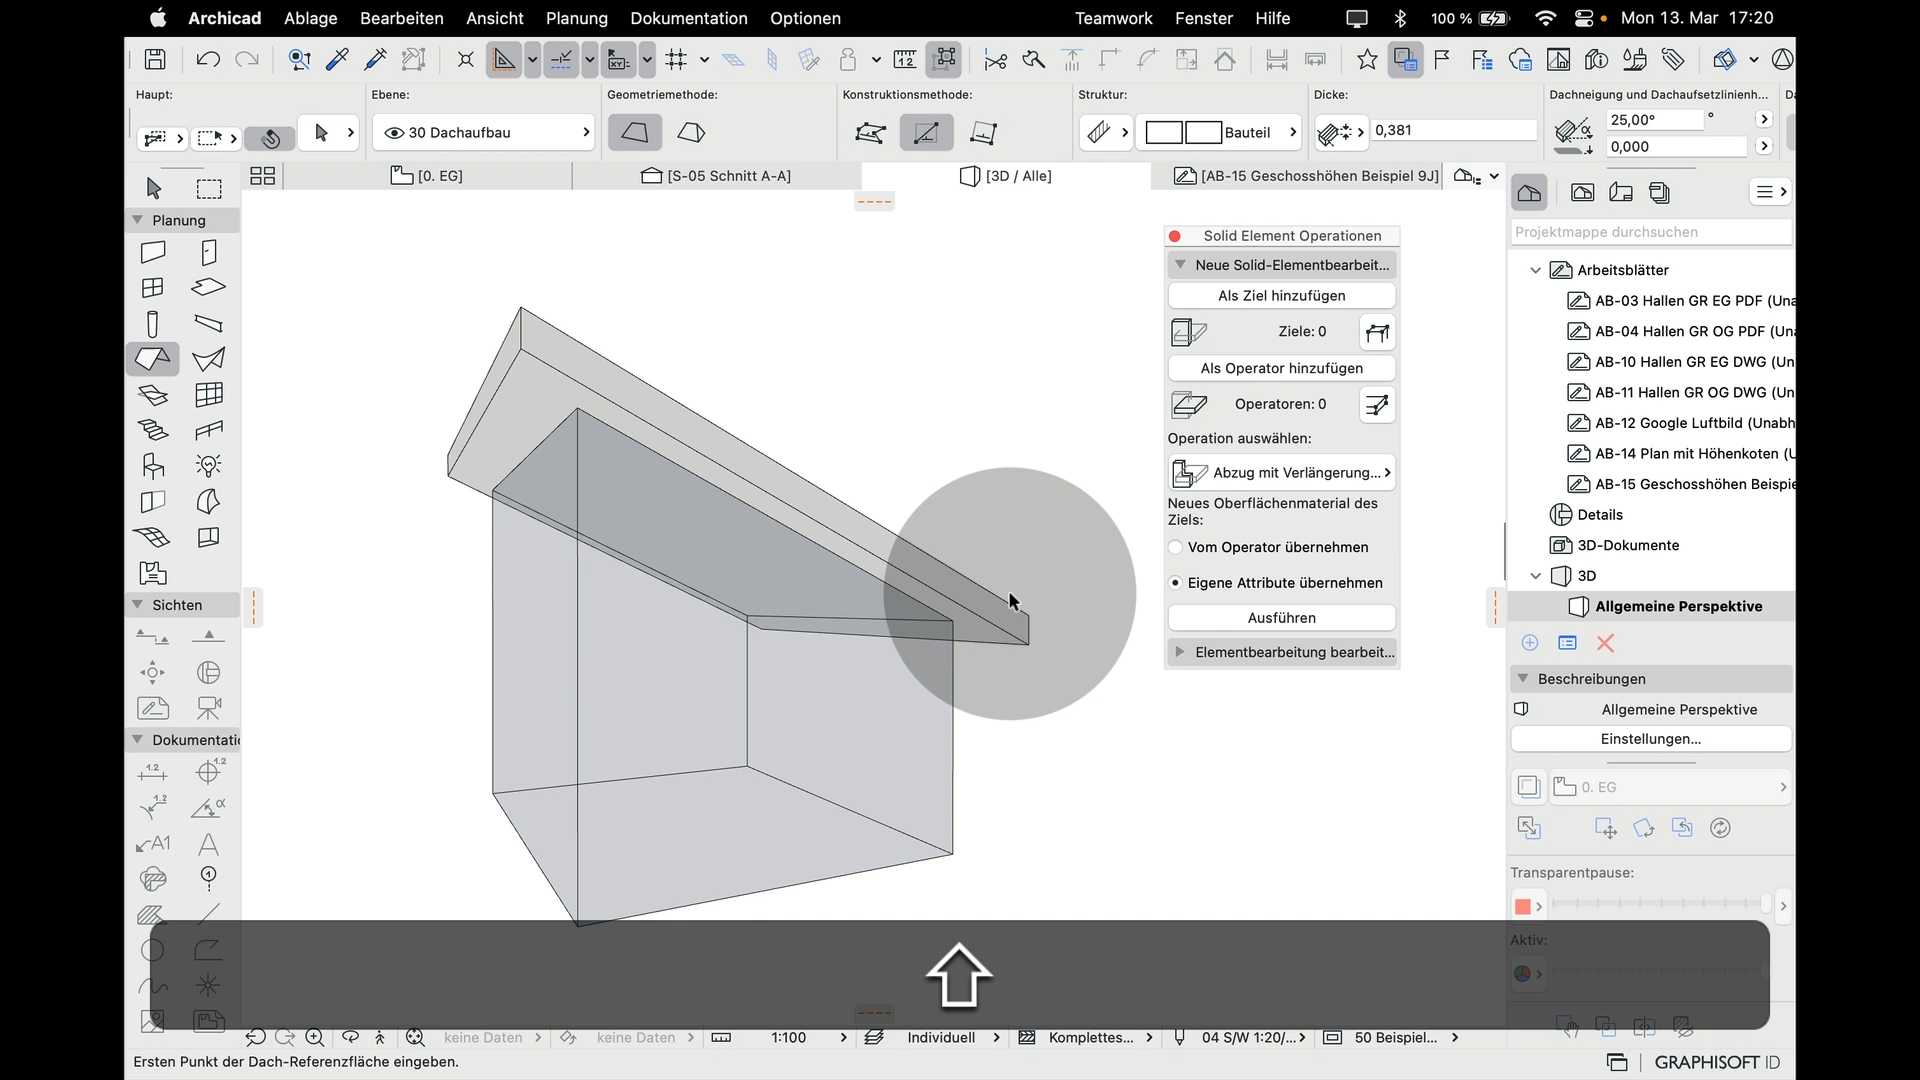 Archicad Ablage Bearbeiten Ansicht Planung Dokumentation Optionen Teamwork Fenster Hilfe 100 % Mon 13. Mar 17:20
Haupt: Ebene: Geometriemethode: Konstruktionsmethode: Struktur: Dicke: Dachneigung und Dachaufsetzlinienh...
30 Dachaufbau Bauteil 0,381 25,00° °
0,000
[0. EG] [S-05 Schnitt A-A] [3D / Alle] [AB-15 Geschosshöhen Beispiel 9J]
Planung
Sichten
Dokumentatio
Solid Element Operationen
Neue Solid-Elementbearbeit...
Als Ziel hinzufügen
Ziele: 0
Als Operator hinzufügen
Operatoren: 0
Operation auswählen:
Abzug mit Verlängerung...
Neues Oberflächenmaterial des
Ziels:
Vom Operator übernehmen
Eigene Attribute übernehmen
Ausführen
Elementbearbeitung bearbeit...
Projektmappe durchsuchen
Arbeitsblätter
AB-03 Hallen GR EG PDF (Una
AB-04 Hallen GR OG PDF (Un
AB-10 Hallen GR EG DWG (Un
AB-11 Hallen GR OG DWG (Un
AB-12 Google Luftbild (Unabh
AB-14 Plan mit Höhenkoten (U
AB-15 Geschosshöhen Beispie
Details
3D-Dokumente
3D
Allgemeine Perspektive
Beschreibungen
Allgemeine Perspektive
Einstellungen...
0. EG
Transparentpause:
Aktiv:
keine Daten keine Daten 1:100 Individuell Komplettes... 04 S/W 1:20/... 50 Beispiel...
Ersten Punkt der Dach-Referenzfläche eingeben. GRAPHISOFT ID